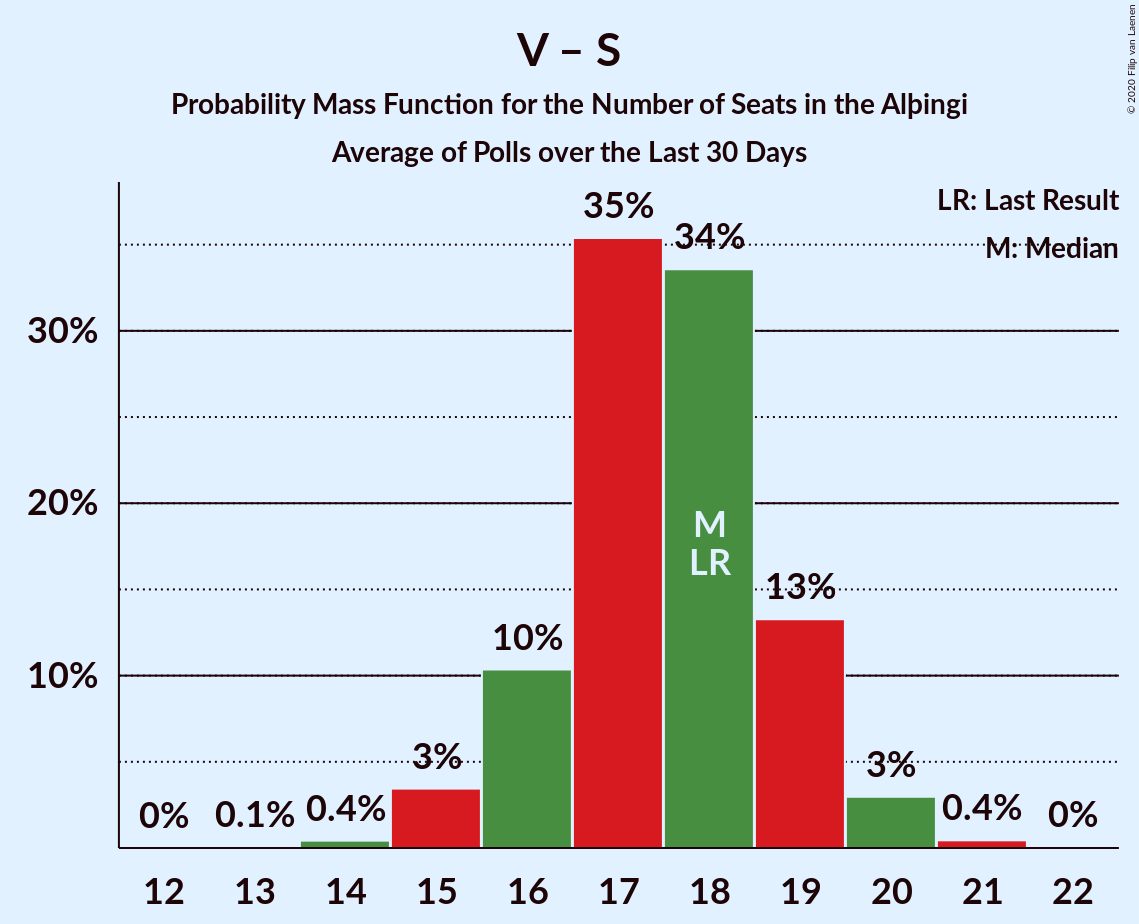 V – S
Probability Mass Function for the Number of Seats in the Alþingi
Average of Polls over the Last 30 Days
© 2020 Filip van Laenen
LR: Last Result
M: Median
30%
20%
10%
0%
0.1%
0.4%
3%
10%
35%
34%
13%
3%
0.4%
0%
M
LR
12 13 14 15 16 17 18 19 20 21 22